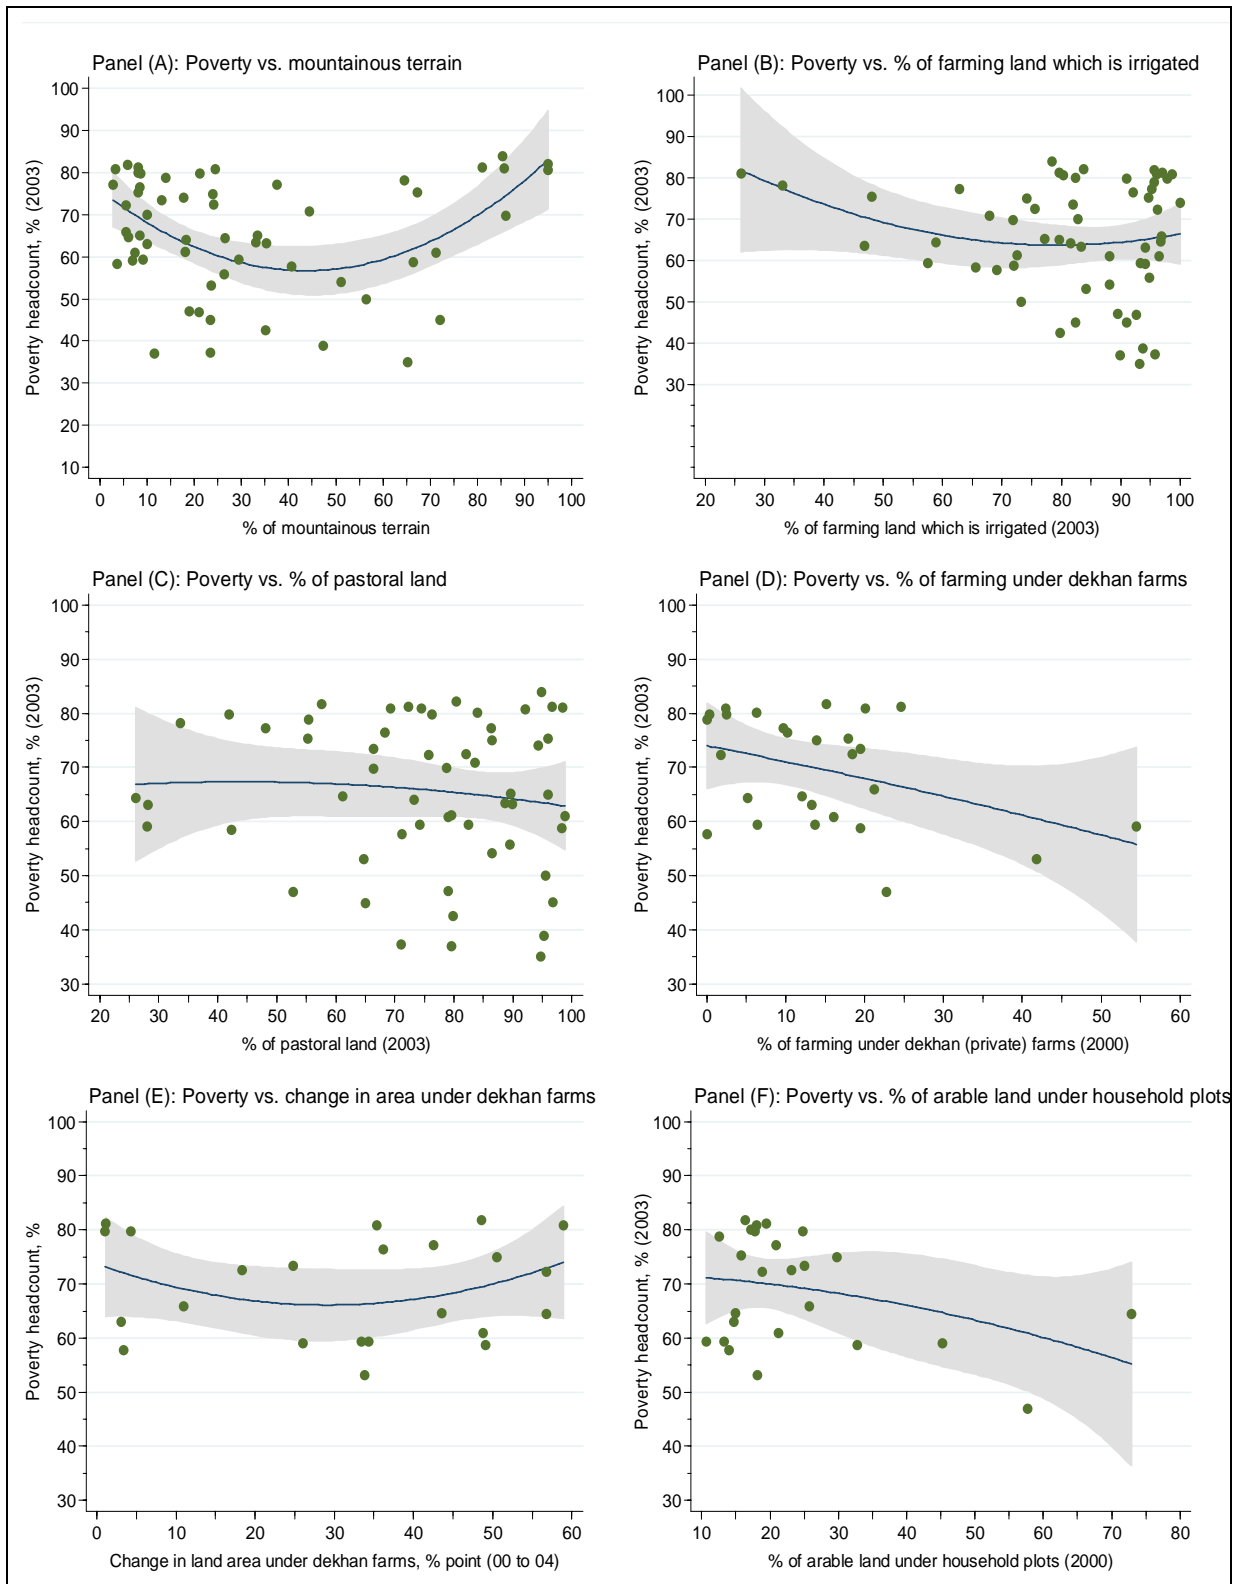 Panel (A): Poverty vs. mountainous terrain
Poverty headcount, % (2003)
100
90
80
70
60
50
40
30
20
10
0 10 20 30 40 50 60 70 80 90 100
% of mountainous terrain
Panel (B): Poverty vs. % of farming land which is irrigated
Poverty headcount, % (2003)
100
90
80
70
60
50
40
30
20 30 40 50 60 70 80 90 100
% of farming land which is irrigated (2003)
Panel (C): Poverty vs. % of pastoral land
Poverty headcount, % (2003)
100
90
80
70
60
50
40
30
20 30 40 50 60 70 80 90 100
% of pastoral land (2003)
Panel (D): Poverty vs. % of farming under dekhan farms
Poverty headcount, % (2003)
100
90
80
70
60
50
40
30
0 10 20 30 40 50 60
% of farming under dekhan (private) farms (2000)
Panel (E): Poverty vs. change in area under dekhan farms
Poverty headcount, %
100
90
80
70
60
50
40
30
0 10 20 30 40 50 60
Change in land area under dekhan farms, % point (00 to 04)
Panel (F): Poverty vs. % of arable land under household plots
Poverty headcount, % (2003)
100
90
80
70
60
50
40
30
10 20 30 40 50 60 70 80
% of arable land under household plots (2000)